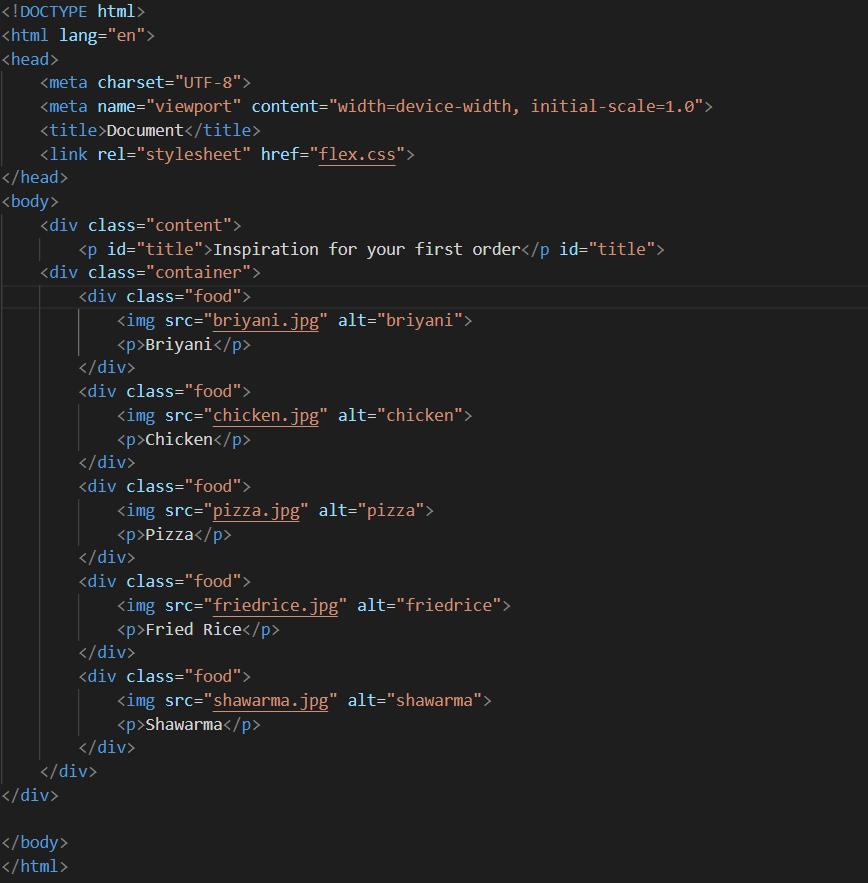 <!DOCTYPE html>
<html lang="en">
<head>
    <meta charset="UTF-8">
    <meta name="viewport" content="width=device-width, initial-scale=1.0">
    <title>Document</title>
    <link rel="stylesheet" href="flex.css">
</head>
<body>
    <div class="content">
        <p id="title">Inspiration for your first order</p id="title">
    <div class="container">
        <div class="food">
            <img src="briyani.jpg" alt="briyani">
            <p>Briyani</p>
        </div>
        <div class="food">
            <img src="chicken.jpg" alt="chicken">
            <p>Chicken</p>
        </div>
        <div class="food">
            <img src="pizza.jpg" alt="pizza">
            <p>Pizza</p>
        </div>
        <div class="food">
            <img src="friedrice.jpg" alt="friedrice">
            <p>Fried Rice</p>
        </div>
        <div class="food">
            <img src="shawarma.jpg" alt="shawarma">
            <p>Shawarma</p>
        </div>
    </div>
</div>

</body>
</html>